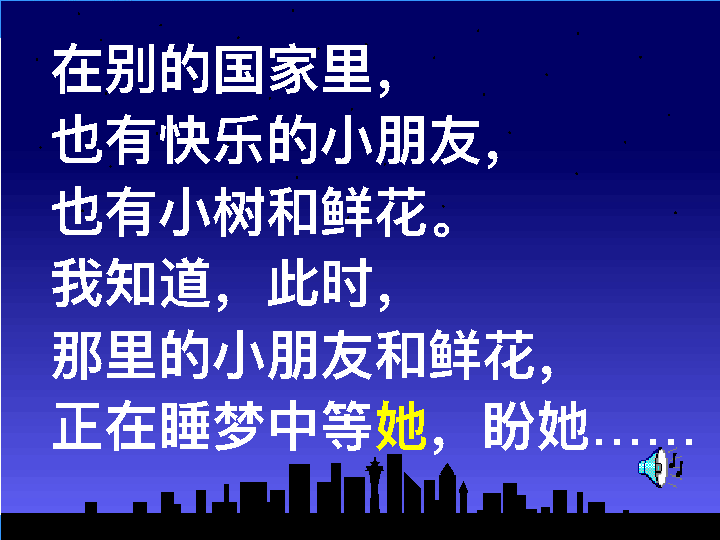 在别的国家里，
也有快乐的小朋友，
也有小树和鲜花。
我知道，此时，
那里的小朋友和鲜花，
正在睡梦中等她，盼她……